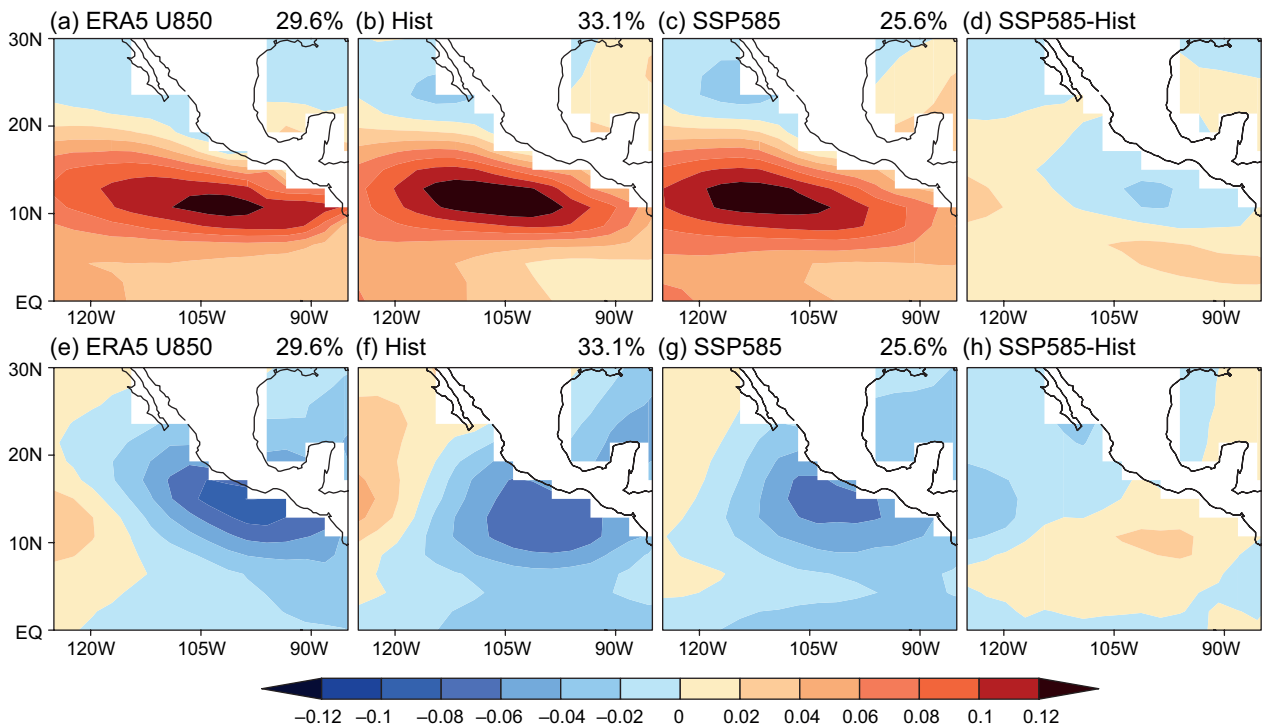 (a) ERA5 U850 29.6% (b) Hist 33.1% (c) SSP585 25.6% (d) SSP585-Hist
30N
20N
10N
EQ
120W 105W 90W 120W 105W 90W 120W 105W 90W 120W 105W 90W
(e) ERA5 U850 29.6% (f) Hist 33.1% (g) SSP585 25.6% (h) SSP585-Hist
30N
20N
10N
EQ
120W 105W 90W 120W 105W 90W 120W 105W 90W 120W 105W 90W
−0.12 −0.1 −0.08 −0.06 −0.04 −0.02 0 0.02 0.04 0.06 0.08 0.1 0.12